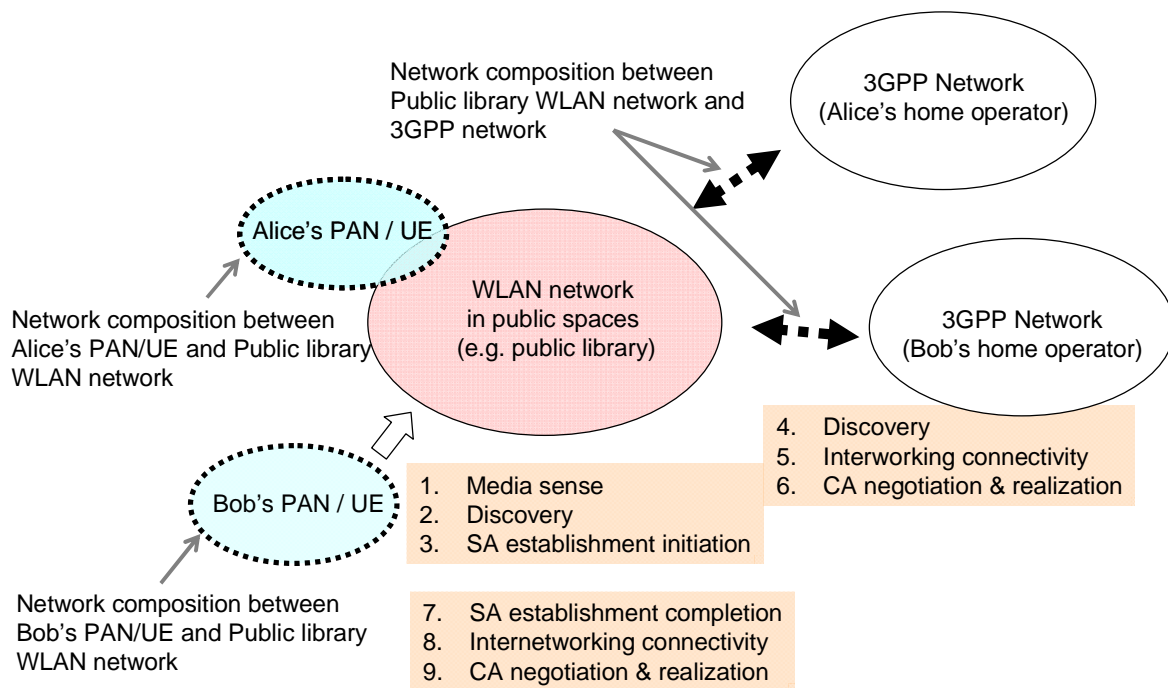 Network composition between
Public library WLAN network and
3GPP network
3GPP Network
(Alice's home operator)
Alice's PAN / UE
WLAN network
in public spaces
(e.g. public library)
Network composition between
Alice's PAN/UE and Public library
WLAN network
3GPP Network
(Bob's home operator)
4. Discovery
5. Interworking connectivity
6. CA negotiation & realization
Bob's PAN / UE
1. Media sense
2. Discovery
3. SA establishment initiation
Network composition between
Bob's PAN/UE and Public library
WLAN network
7. SA establishment completion
8. Internetworking connectivity
9. CA negotiation & realization